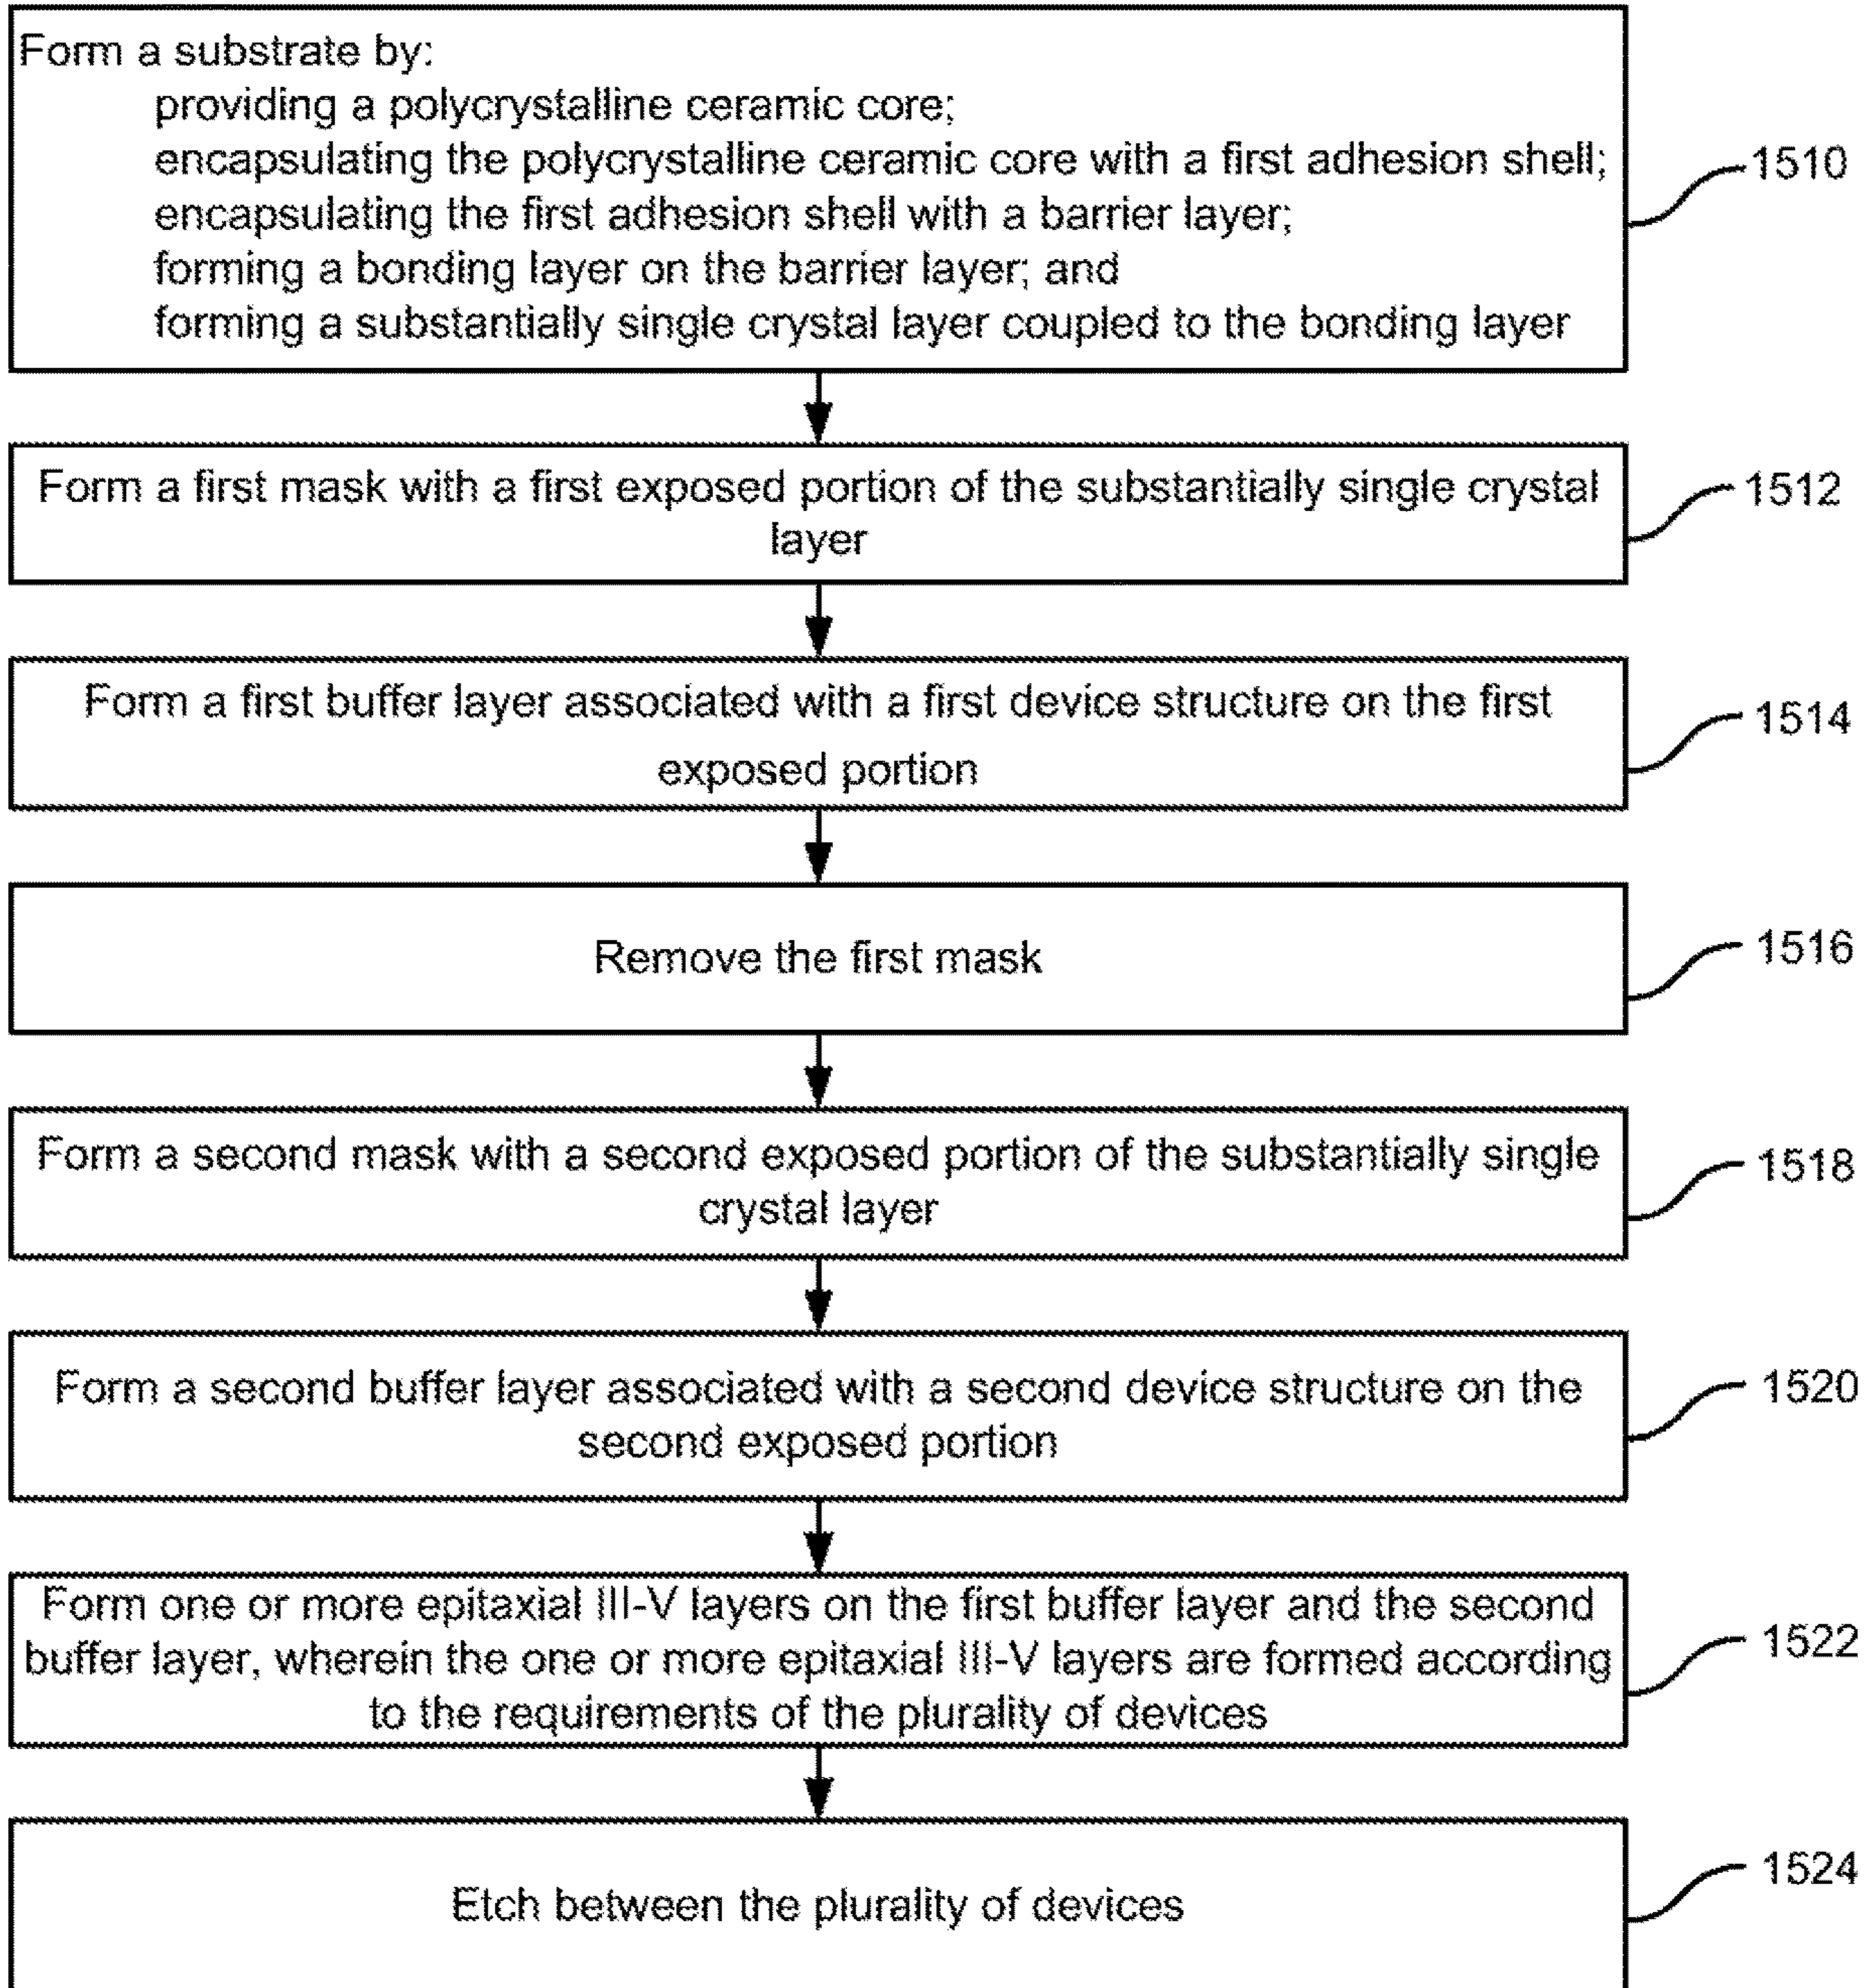 Form a substrate by:
providing a polycrystalline ceramic core;
encapsulating the polycrystalline ceramic core with a first adhesion shell;
encapsulating the first adhesion shell with a barrier layer;
forming a bonding layer on the barrier layer; and
forming a substantially single crystal layer coupled to the bonding layer
1510
Form a first mask with a first exposed portion of the substantially single crystal
layer
1512
Form a first buffer layer associated with a first device structure on the first
exposed portion
1514
Remove the first mask
1516
Form a second mask with a second exposed portion of the substantially single
crystal layer
1518
Form a second buffer layer associated with a second device structure on the
second exposed portion
1520
Form one or more epitaxial III-V layers on the first buffer layer and the second
buffer layer, wherein the one or more epitaxial III-V layers are formed according
to the requirements of the plurality of devices
1522
Etch between the plurality of devices
1524